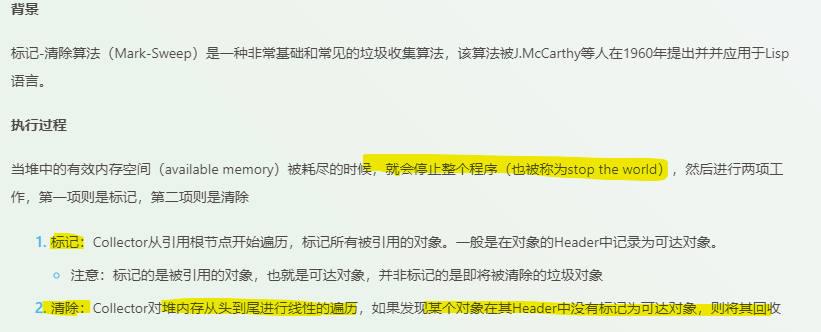 背景
标记-清除算法（Mark-Sweep）是一种非常基础和常见的垃圾收集算法，该算法被J.McCarthy等人在1960年提出并并应用于Lisp
语言。
执行过程
当堆中的有效内存空间（available memory）被耗尽的时候，就会停止整个程序（也被称为stop the world），然后进行两项工
作，第一项则是标记，第二项则是清除
1. 标记：Collector从引用根节点开始遍历，标记所有被引用的对象。一般是在对象的Header中记录为可达对象。
注意：标记的是被引用的对象，也就是可达对象，并非标记的是即将被清除的垃圾对象
2. 清除：Collector对堆内存从头到尾进行线性的遍历，如果发现某个对象在其Header中没有标记为可达对象，则将其回收